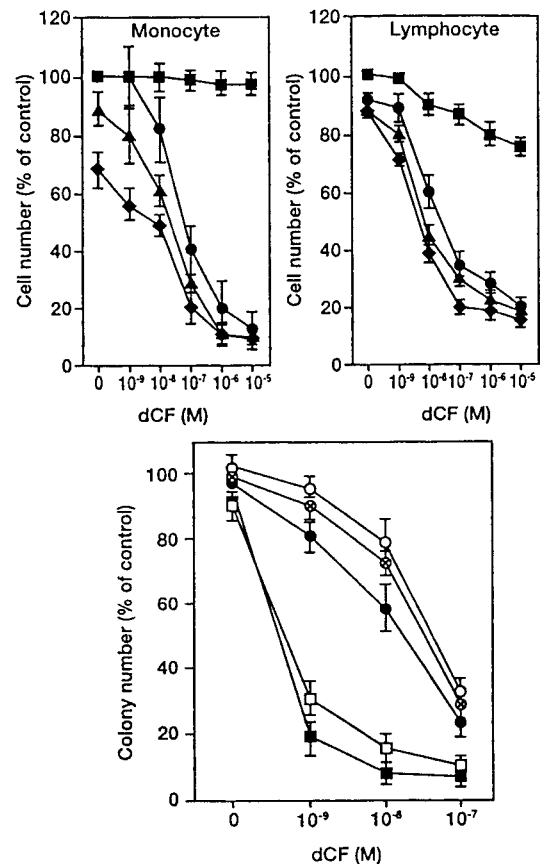 Monocyte
Cell number (% of control)
120
100
80
60
40
20
0
0 10⁻⁹ 10⁻⁸ 10⁻⁷ 10⁻⁶ 10⁻⁵
dCF (M)
Lymphocyte
Cell number (% of control)
120
100
80
60
40
20
0
0 10⁻⁹ 10⁻⁸ 10⁻⁷ 10⁻⁶ 10⁻⁵
dCF (M)
Colony number (% of control)
100
80
60
40
20
0
0 10⁻⁹ 10⁻⁸ 10⁻⁷
dCF (M)